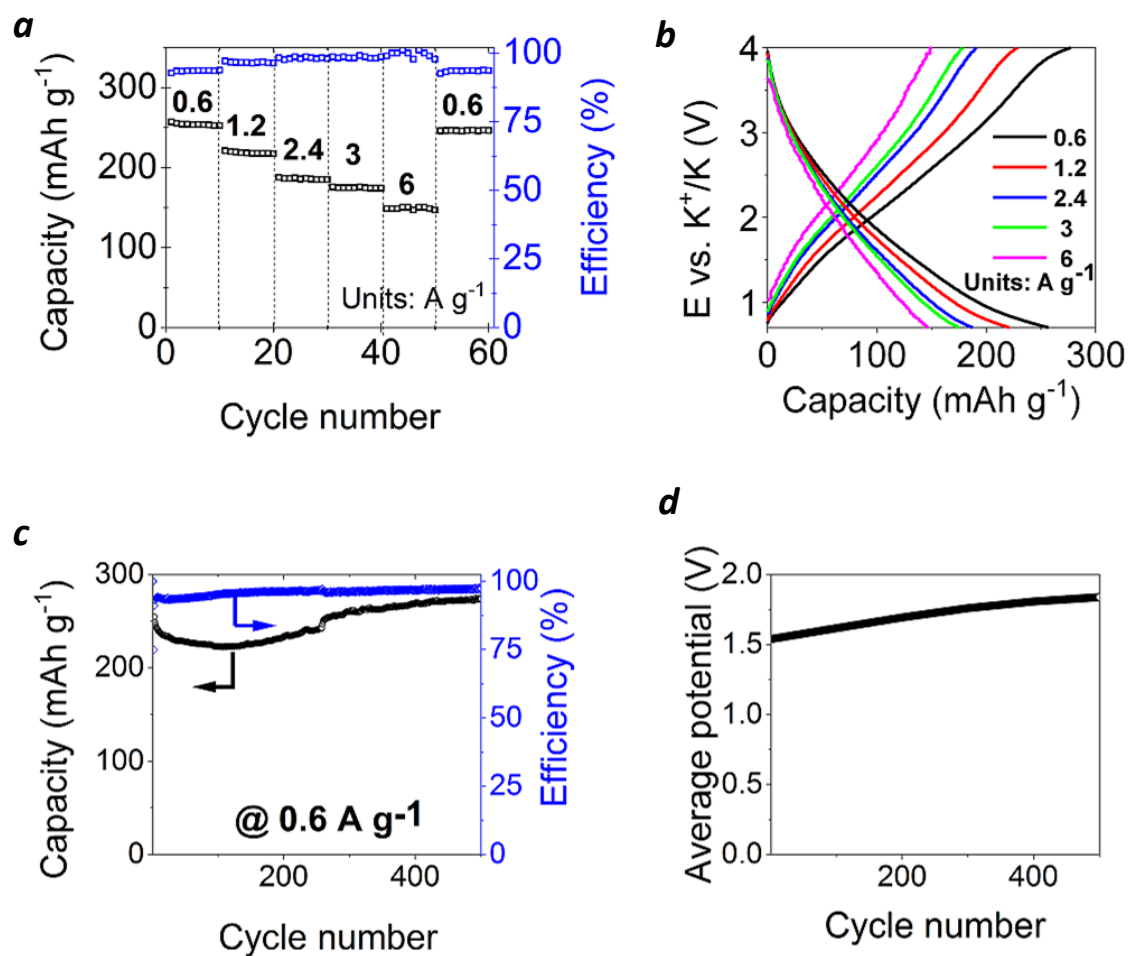 a
Capacity (mAh g⁻¹)
300
200
100
0
0.6
1.2
2.4
3
6
0.6
Units: A g⁻¹
100
75
50
25
0
Efficiency (%)
0
20
40
60
Cycle number
b
E vs. K⁺/K (V)
4
3
2
1
0.6
1.2
2.4
3
6
Units: A g⁻¹
0
100
200
300
Capacity (mAh g⁻¹)
c
Capacity (mAh g⁻¹)
300
200
100
0
@ 0.6 A g⁻¹
100
75
50
25
0
Efficiency (%)
200
400
Cycle number
d
Average potential (V)
2.0
1.5
1.0
0.5
0.0
200
400
Cycle number